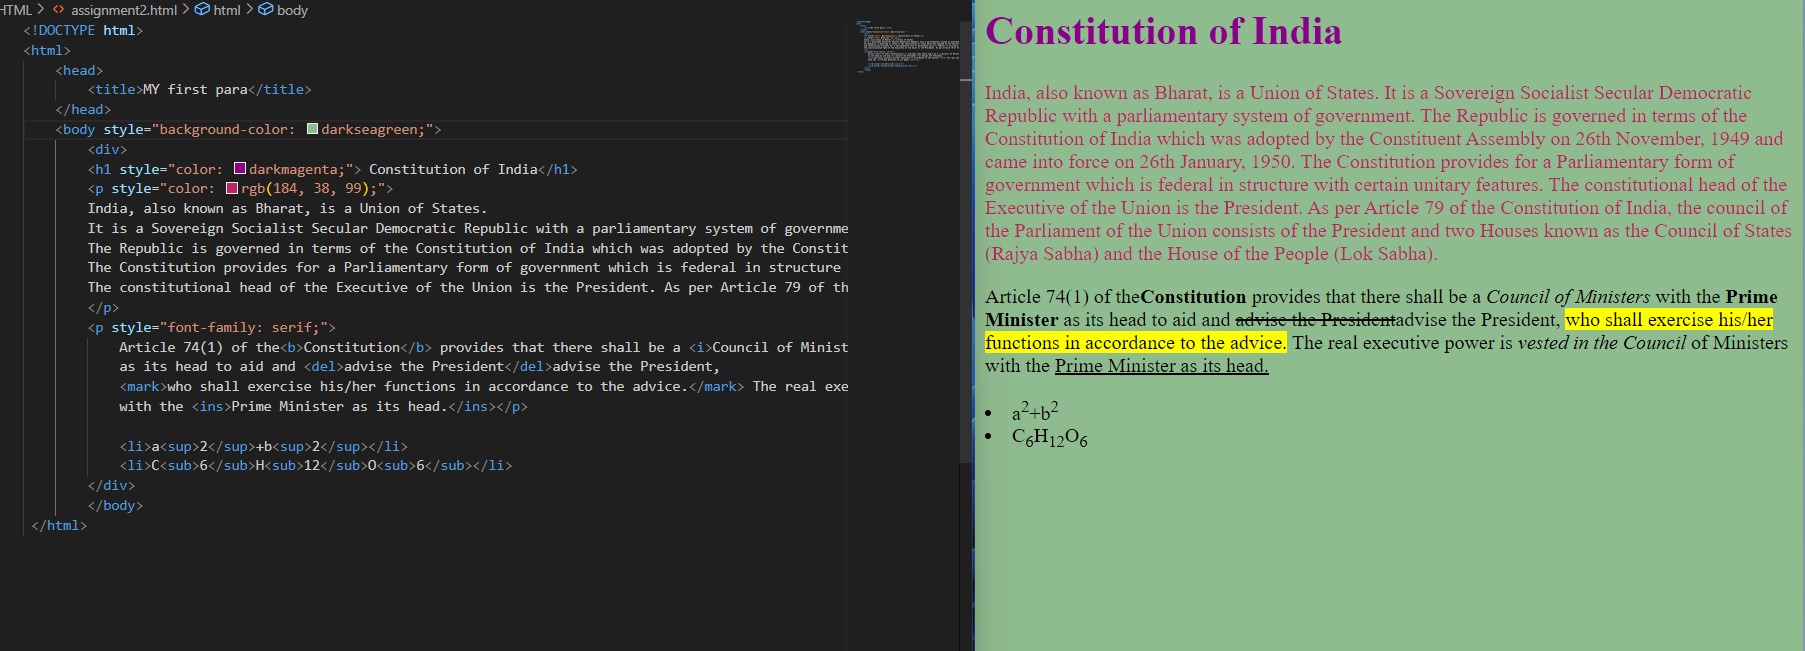 HTML > <> assignment2.html > html > body
<!DOCTYPE html>
<html>
<head>
<title>MY first para</title>
</head>
<body style="background-color: darkseagreen;">
<div>
<h1 style="color: darkmagenta;"> Constitution of India</h1>
<p style="color: rgb(184, 38, 99);">
India, also known as Bharat, is a Union of States.
It is a Sovereign Socialist Secular Democratic Republic with a parliamentary system of governme
The Republic is governed in terms of the Constitution of India which was adopted by the Constit
The Constitution provides for a Parliamentary form of government which is federal in structure
The constitutional head of the Executive of the Union is the President. As per Article 79 of th
</p>
<p style="font-family: serif;">
Article 74(1) of the<b>Constitution</b> provides that there shall be a <i>Council of Minist
as its head to aid and <del>advise the President</del>advise the President,
<mark>who shall exercise his/her functions in accordance to the advice.</mark> The real exe
with the <ins>Prime Minister as its head.</ins></p>
<li>a<sup>2</sup>+b<sup>2</sup></li>
<li>C<sub>6</sub>H<sub>12</sub>O<sub>6</sub></li>
</div>
</body>
</html>
Constitution of India
India, also known as Bharat, is a Union of States. It is a Sovereign Socialist Secular Democratic
Republic with a parliamentary system of government. The Republic is governed in terms of the
Constitution of India which was adopted by the Constituent Assembly on 26th November, 1949 and
came into force on 26th January, 1950. The Constitution provides for a Parliamentary form of
government which is federal in structure with certain unitary features. The constitutional head of the
Executive of the Union is the President. As per Article 79 of the Constitution of India, the council of
the Parliament of the Union consists of the President and two Houses known as the Council of States
(Rajya Sabha) and the House of the People (Lok Sabha).
Article 74(1) of theConstitution provides that there shall be a Council of Ministers with the Prime
Minister as its head to aid and advise the Presidentadvise the President, who shall exercise his/her
functions in accordance to the advice. The real executive power is vested in the Council of Ministers
with the Prime Minister as its head.
• a²+b²
• C₆H₁₂O₆